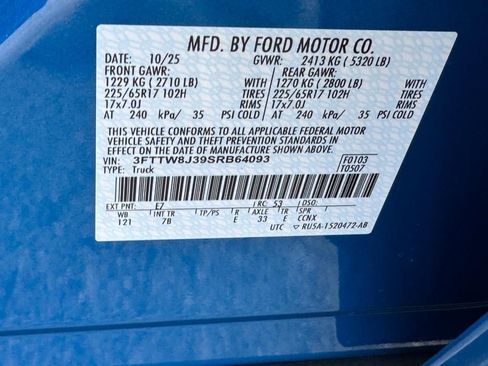 MFD. BY FORD MOTOR CO.
DATE: 10/25 GVWR: 2413 KG ( 5320 LB)
FRONT GAWR: REAR GAWR:
1229 KG ( 2710 LB) WITH 1270 KG ( 2800 LB) WITH
225/65R17 102H TIRES 225/65R17 102H TIRES
17x7.0J RIMS 17x7.0J RIMS
AT 240 kPa/ 35 PSI COLD AT 240 kPa/ 35 PSI COLD
THIS VEHICLE CONFORMS TO ALL APPLICABLE FEDERAL MOTOR
VEHICLE SAFETY AND THEFT PREVENTION STANDARDS IN
EFFECT ON THE DATE OF MANUFACTURE SHOWN ABOVE.
VIN: 3FTTW8J39SRB64093 F0103
TYPE: Truck T0507
EXT PNT: E7 RC: 53 DSO:
WB INT TR TP/PS R AXLE TR SPR
121 7B E 33 E CCNX
UTC RU5A-1520472-AB